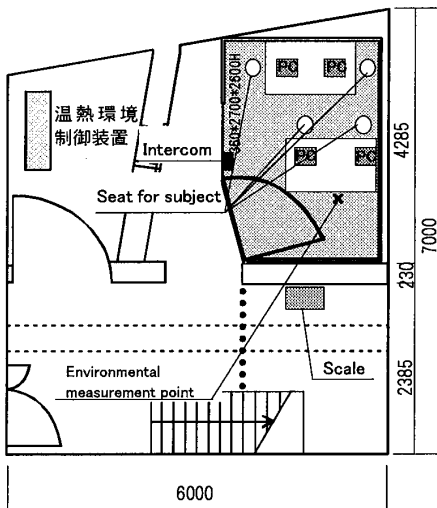 PC
PC
360*2700*2600H
温熱環境
制御装置
Intercom
PC
PC
Seat for subject
4285
7000
230
Environmental
measurement point
Scale
2385
6000